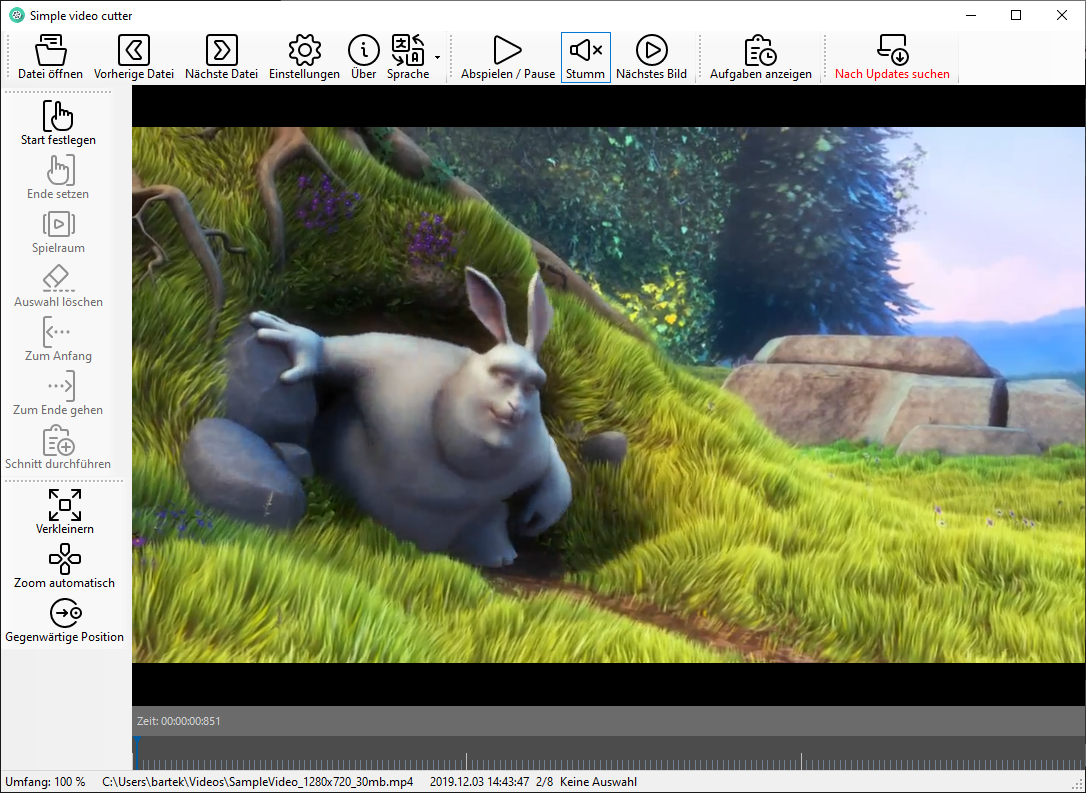 Simple video cutter
Datei öffnen Vorherige Datei Nächste Datei Einstellungen Über Sprache Abspielen / Pause Stumm Nächstes Bild Aufgaben anzeigen Nach Updates suchen
Start festlegen
Ende setzen
Spielraum
Auswahl löschen
Zum Anfang
Zum Ende gehen
Schnitt durchführen
Verkleinern
Zoom automatisch
Gegenwärtige Position
Zeit: 00:00:00:851
Umfang: 100 % C:\Users\bartek\Videos\SampleVideo_1280x720_30mb.mp4 2019.12.03 14:43:47 2/8 Keine Auswahl